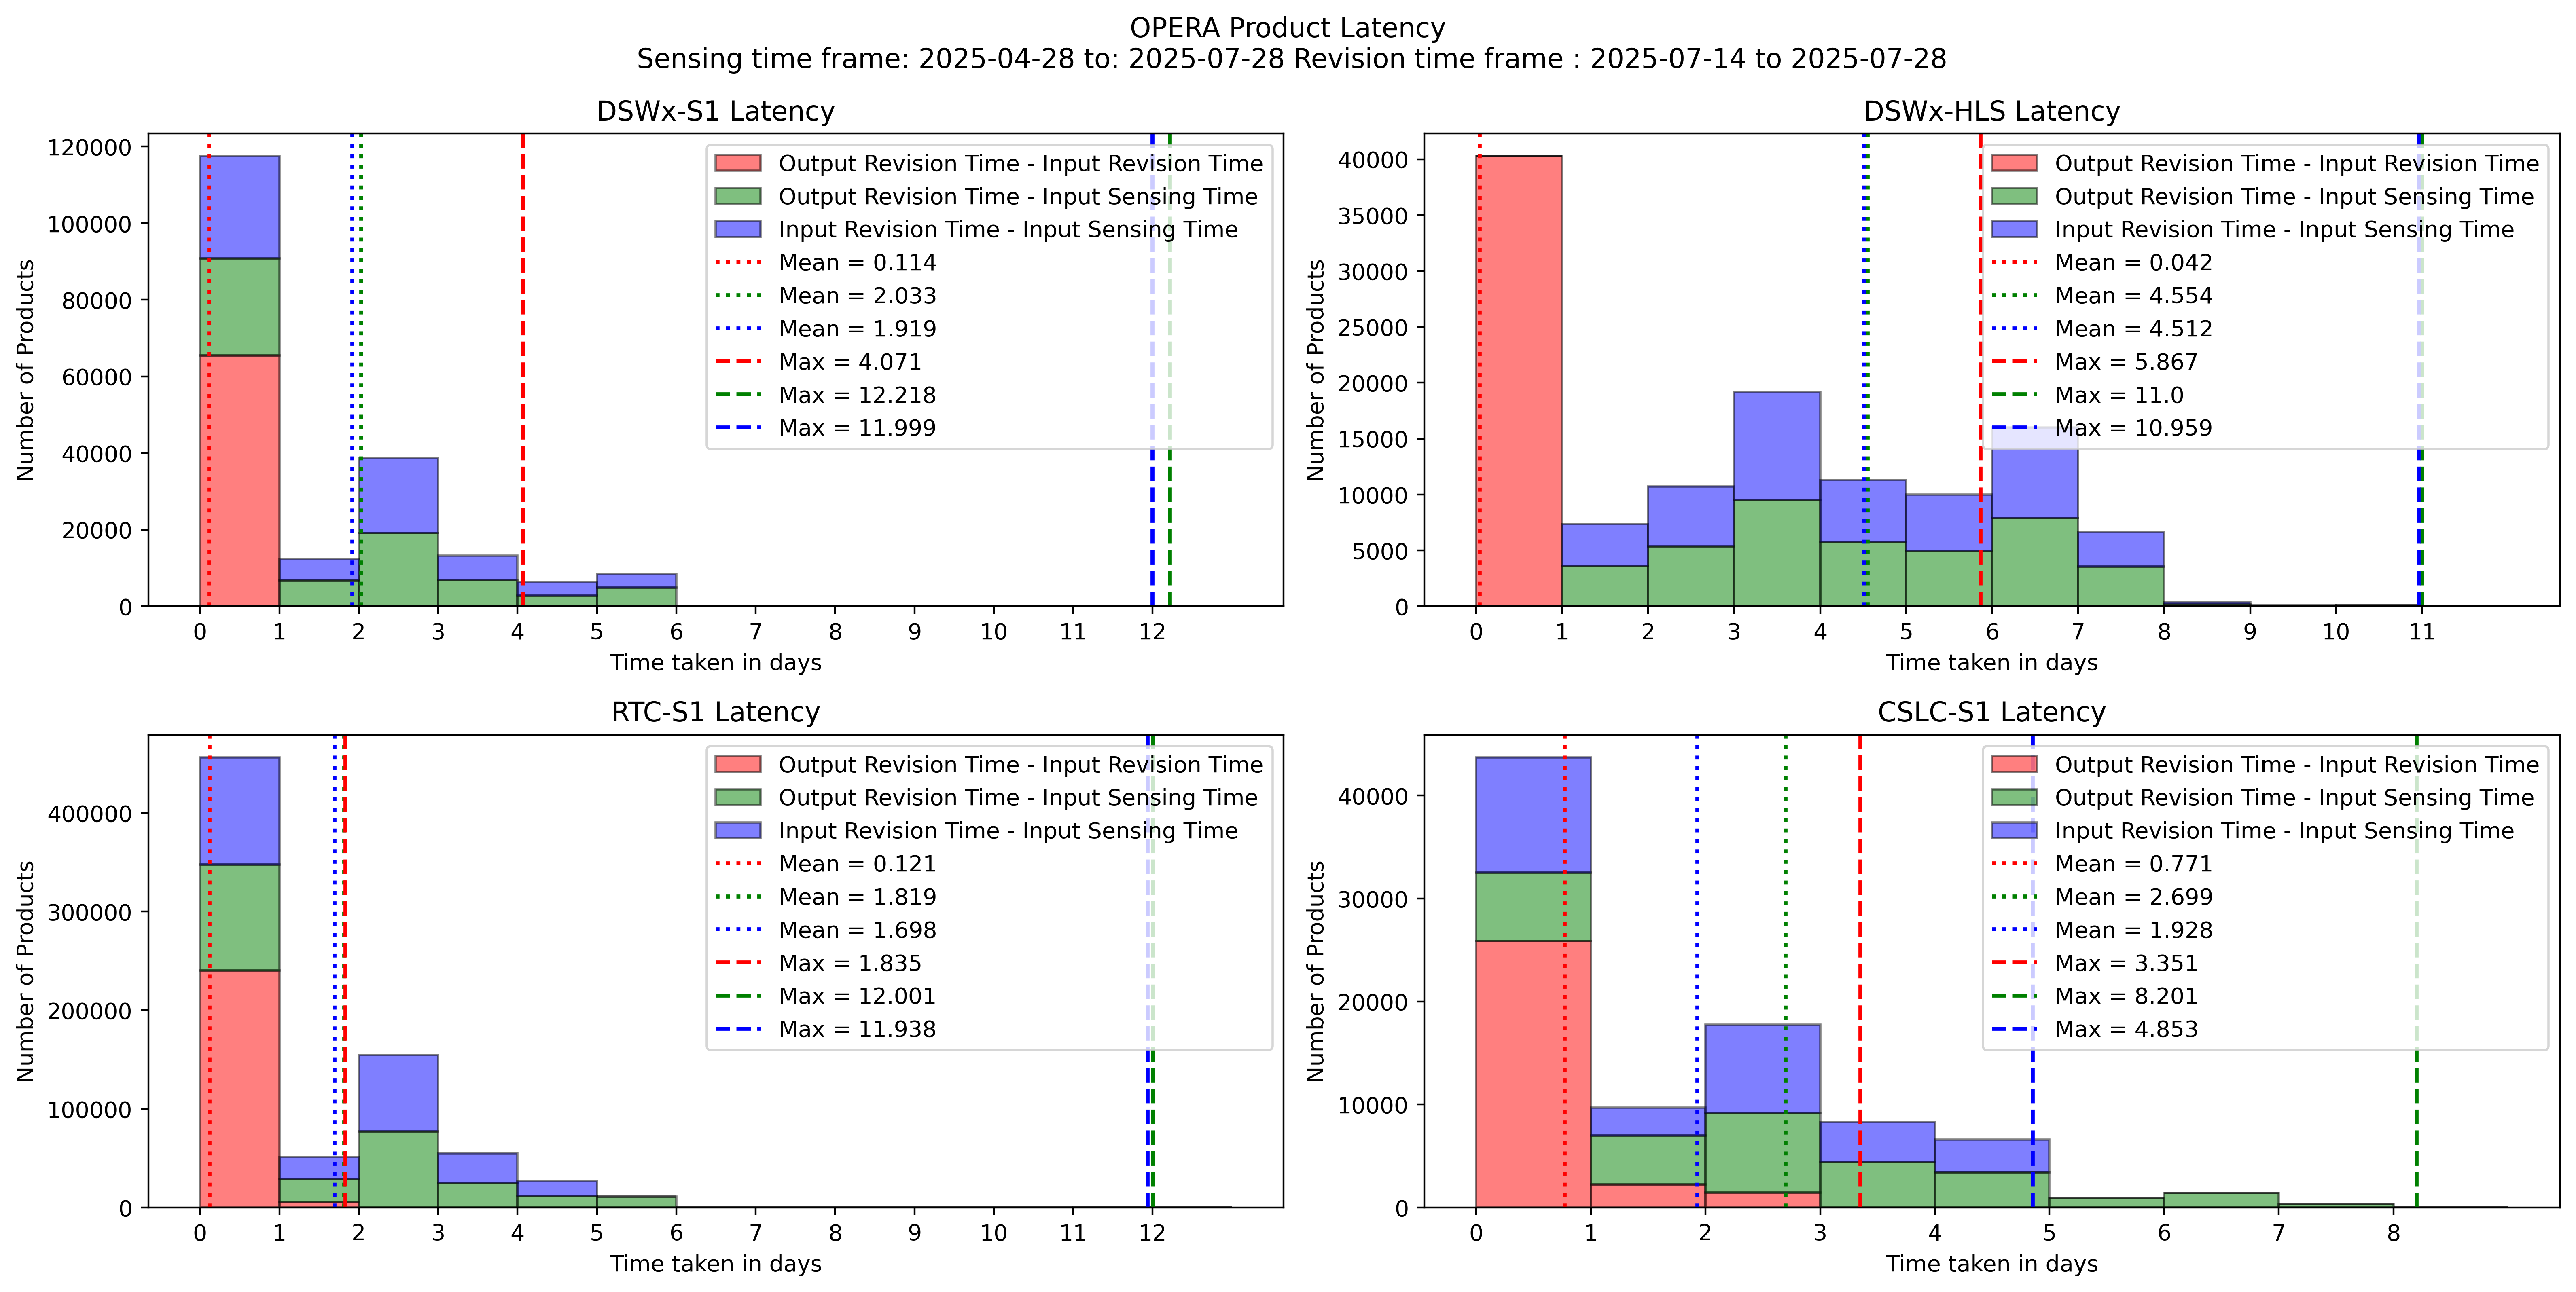 OPERA Product Latency
Sensing time frame: 2025-04-28 to: 2025-07-28 Revision time frame : 2025-07-14 to 2025-07-28
DSWx-S1 Latency
Number of Products
120000
100000
80000
60000
40000
20000
0
0 1 2 3 4 5 6 7 8 9 10 11 12
Time taken in days
Output Revision Time - Input Revision Time
Output Revision Time - Input Sensing Time
Input Revision Time - Input Sensing Time
Mean = 0.114
Mean = 2.033
Mean = 1.919
Max = 4.071
Max = 12.218
Max = 11.999
DSWx-HLS Latency
Number of Products
40000
35000
30000
25000
20000
15000
10000
5000
0
0 1 2 3 4 5 6 7 8 9 10 11
Time taken in days
Output Revision Time - Input Revision Time
Output Revision Time - Input Sensing Time
Input Revision Time - Input Sensing Time
Mean = 0.042
Mean = 4.554
Mean = 4.512
Max = 5.867
Max = 11.0
Max = 10.959
RTC-S1 Latency
Number of Products
400000
300000
200000
100000
0
0 1 2 3 4 5 6 7 8 9 10 11 12
Time taken in days
Output Revision Time - Input Revision Time
Output Revision Time - Input Sensing Time
Input Revision Time - Input Sensing Time
Mean = 0.121
Mean = 1.819
Mean = 1.698
Max = 1.835
Max = 12.001
Max = 11.938
CSLC-S1 Latency
Number of Products
40000
30000
20000
10000
0
0 1 2 3 4 5 6 7 8
Time taken in days
Output Revision Time - Input Revision Time
Output Revision Time - Input Sensing Time
Input Revision Time - Input Sensing Time
Mean = 0.771
Mean = 2.699
Mean = 1.928
Max = 3.351
Max = 8.201
Max = 4.853